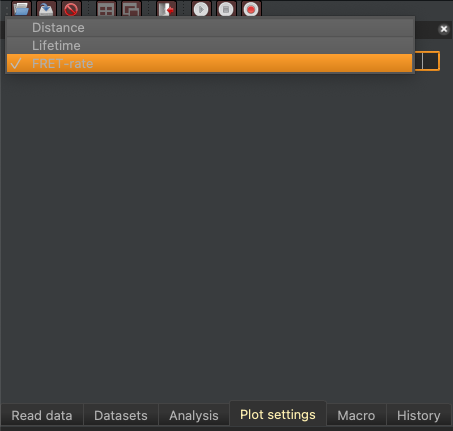 Distance
Lifetime
FRET-rate
Read data
Datasets
Analysis
Plot settings
Macro
History